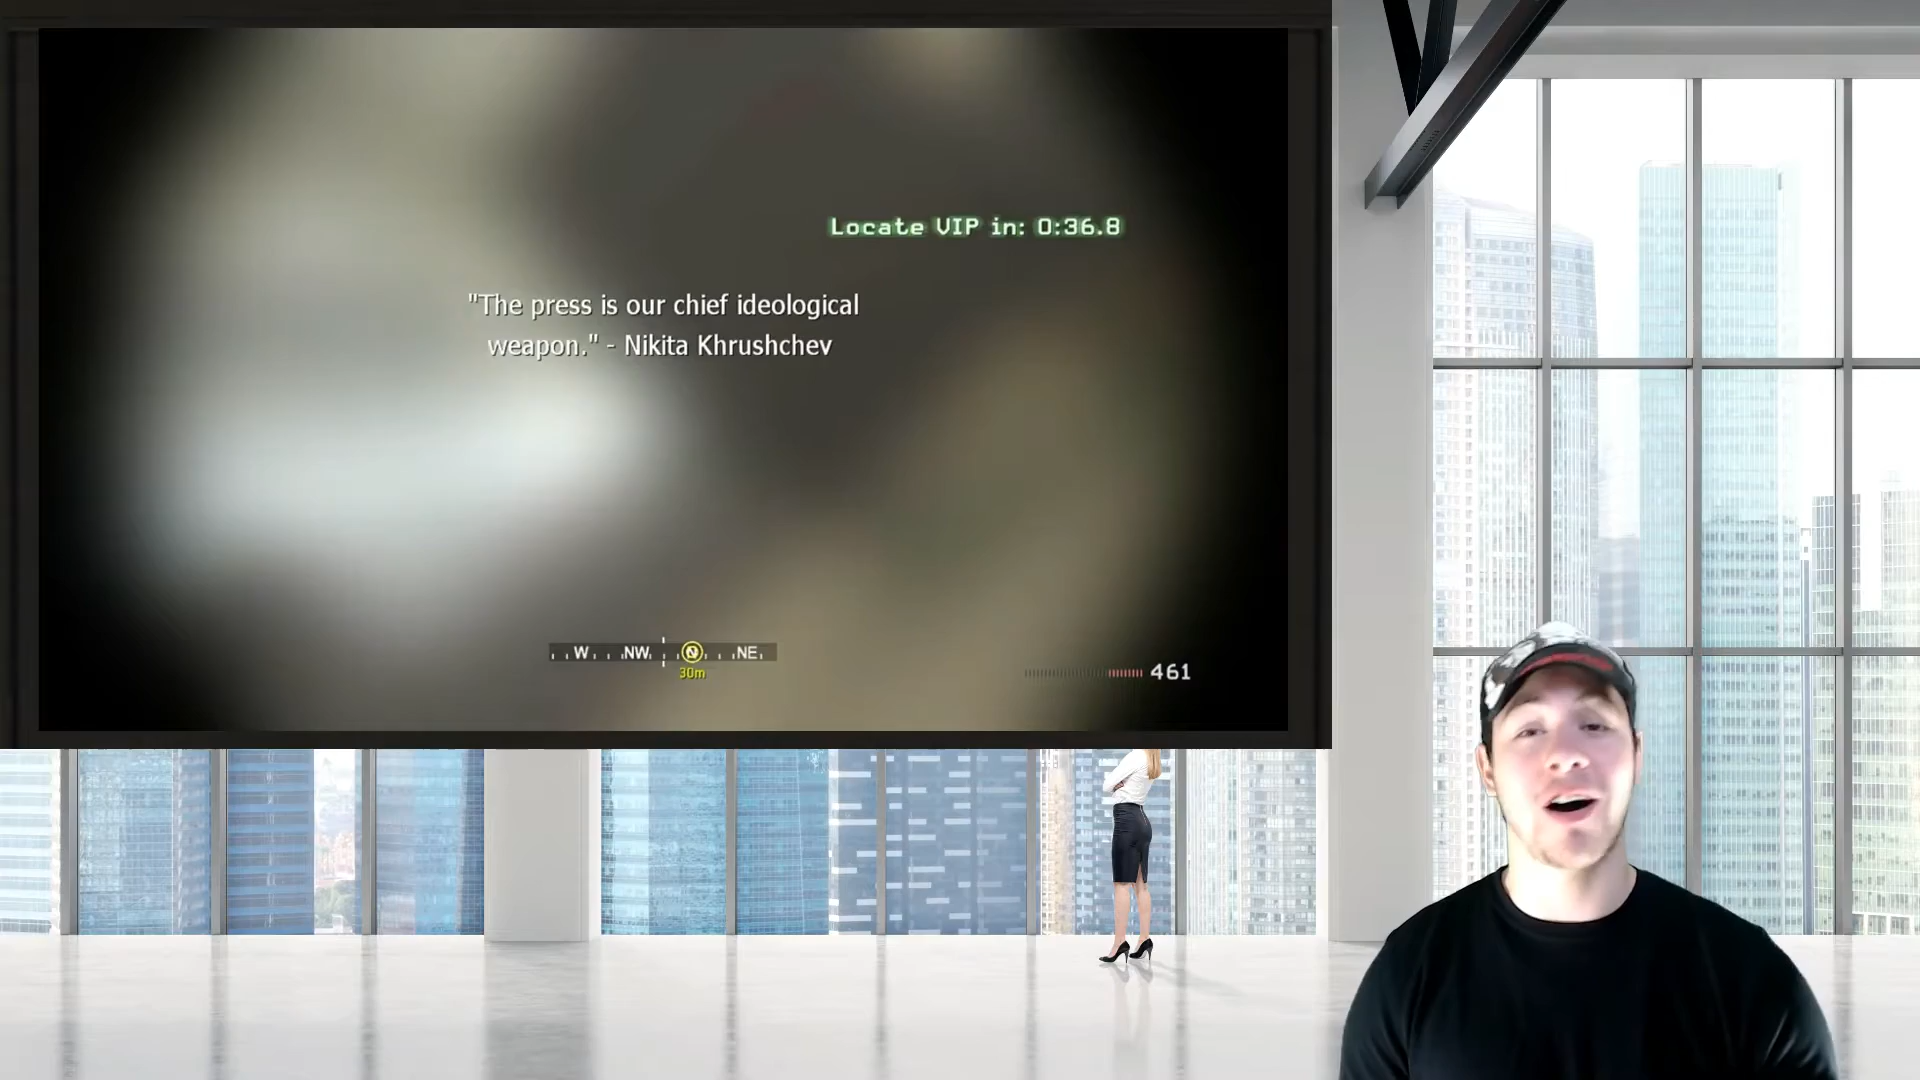 Locate VIP in: 0:36.8
"The press is our chief ideological
weapon." - Nikita Khrushchev
W NW N NE
30m
461